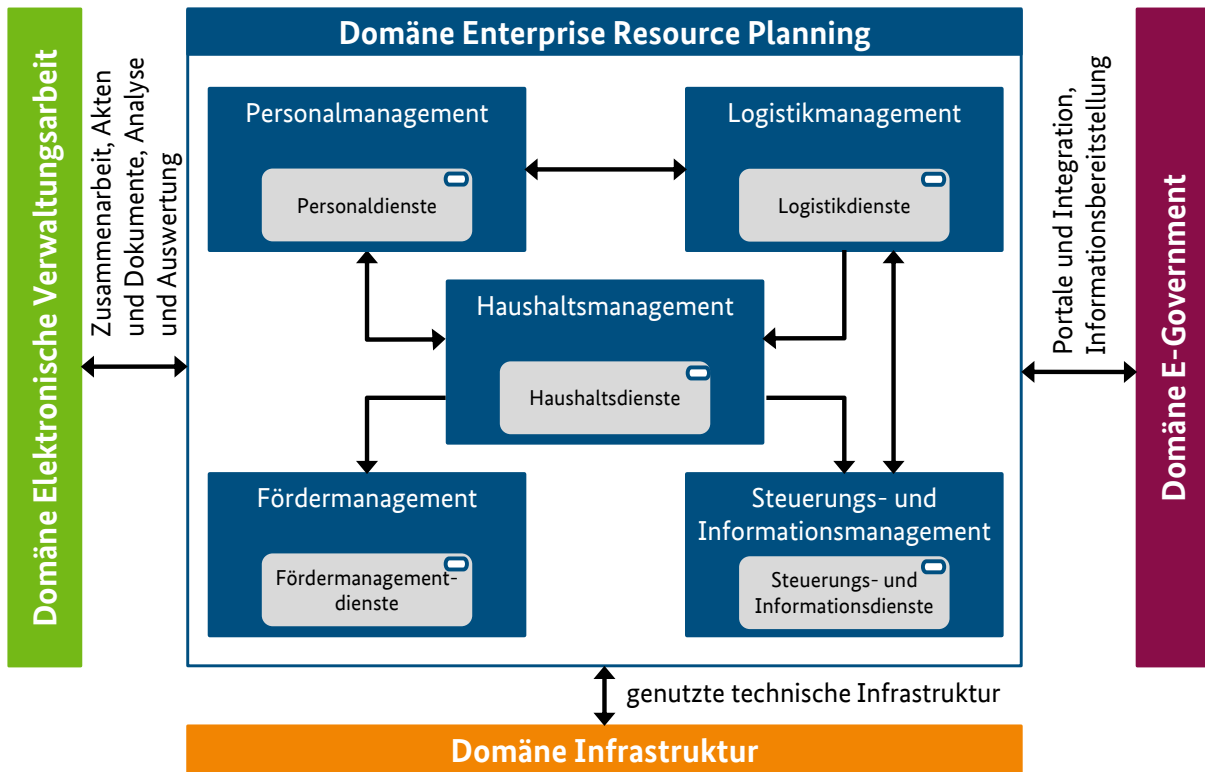 Domäne Elektronische Verwaltungsarbeit
Zusammenarbeit, Akten
und Dokumente, Analyse
und Auswertung
Domäne Enterprise Resource Planning
Personalmanagement
Personaldienste
Logistikmanagement
Logistikdienste
Haushaltsmanagement
Haushaltsdienste
Fördermanagement
Fördermanagement-
dienste
Steuerungs- und
Informationsmanagement
Steuerungs- und
Informationsdienste
Portale und Integration,
Informationsbereitstellung
Domäne E-Government
genutzte technische Infrastruktur
Domäne Infrastruktur